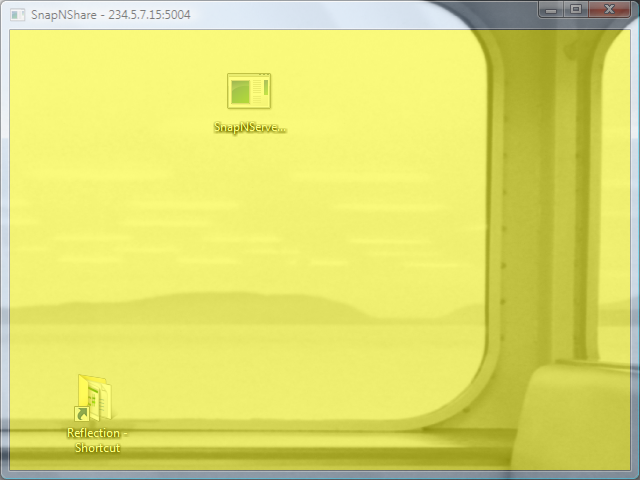 SnapNShare - 234.5.7.15:5004
SnapNServe...
Reflection -
Shortcut